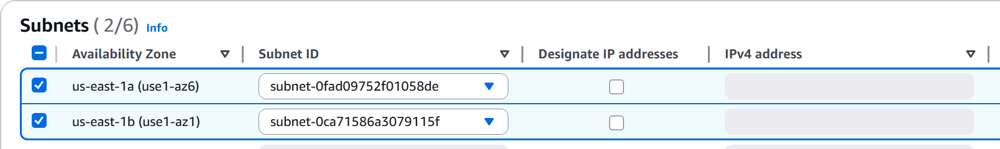 Subnets ( 2/6) Info
Availability Zone Subnet ID Designate IP addresses IPv4 address
us-east-1a (use1-az6) subnet-0fad09752f01058de
us-east-1b (use1-az1) subnet-0ca71586a3079115f